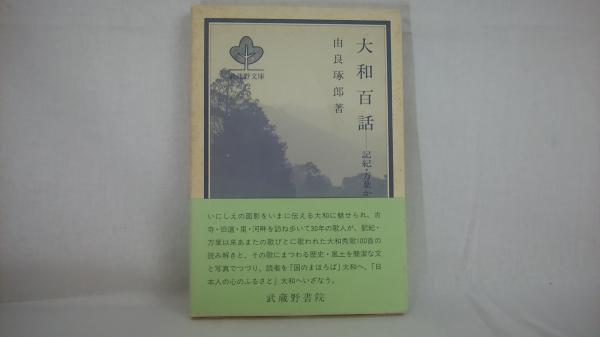 大和百話──記紀・万葉か
由良琢郎著
武蔵野文庫
いにしえの面影をいまに伝える大和に魅せられ、古
寺・旧道・里・河畔を訪ね歩いて30年の歌人が、記紀・
万葉以来あまたの歌びとに歌われた大和秀歌100首の
読み解きと、その歌にまつわる歴史・風土を簡潔な文
と写真でつづり、読者を「国のまほろば」大和へ、「日
本人の心のふるさと」大和へいざなう。
武蔵野書院